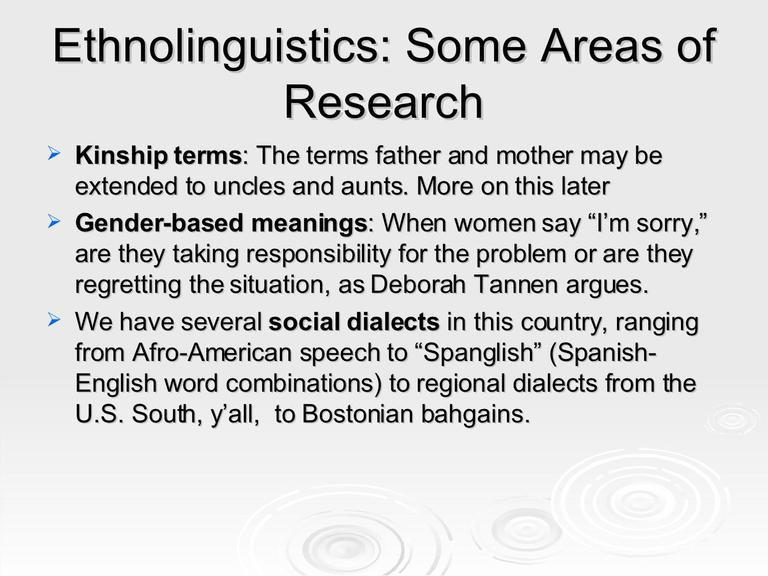 Ethnolinguistics: Some Areas of
Research
➢ Kinship terms: The terms father and mother may be
extended to uncles and aunts. More on this later
➢ Gender-based meanings: When women say “I’m sorry,”
are they taking responsibility for the problem or are they
regretting the situation, as Deborah Tannen argues.
➢ We have several social dialects in this country, ranging
from Afro-American speech to “Spanglish” (Spanish-
English word combinations) to regional dialects from the
U.S. South, y’all,  to Bostonian bahgains.